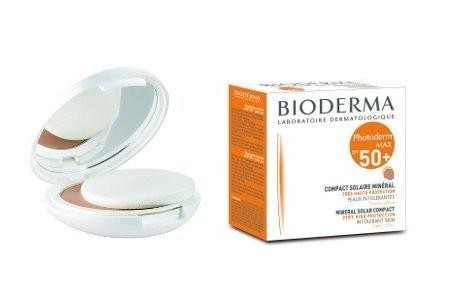 BIODERMA
LABORATOIRE DERMATOLOGIQUE
Photoderm
MAX
SPF 50+
COMPACT SOLAIRE MINÉRAL
TRÈS HAUTE PROTECTION
PEAUX INTOLÉRANTES
MINERAL SOLAR COMPACT
VERY HIGH PROTECTION
INTOLERANT SKIN